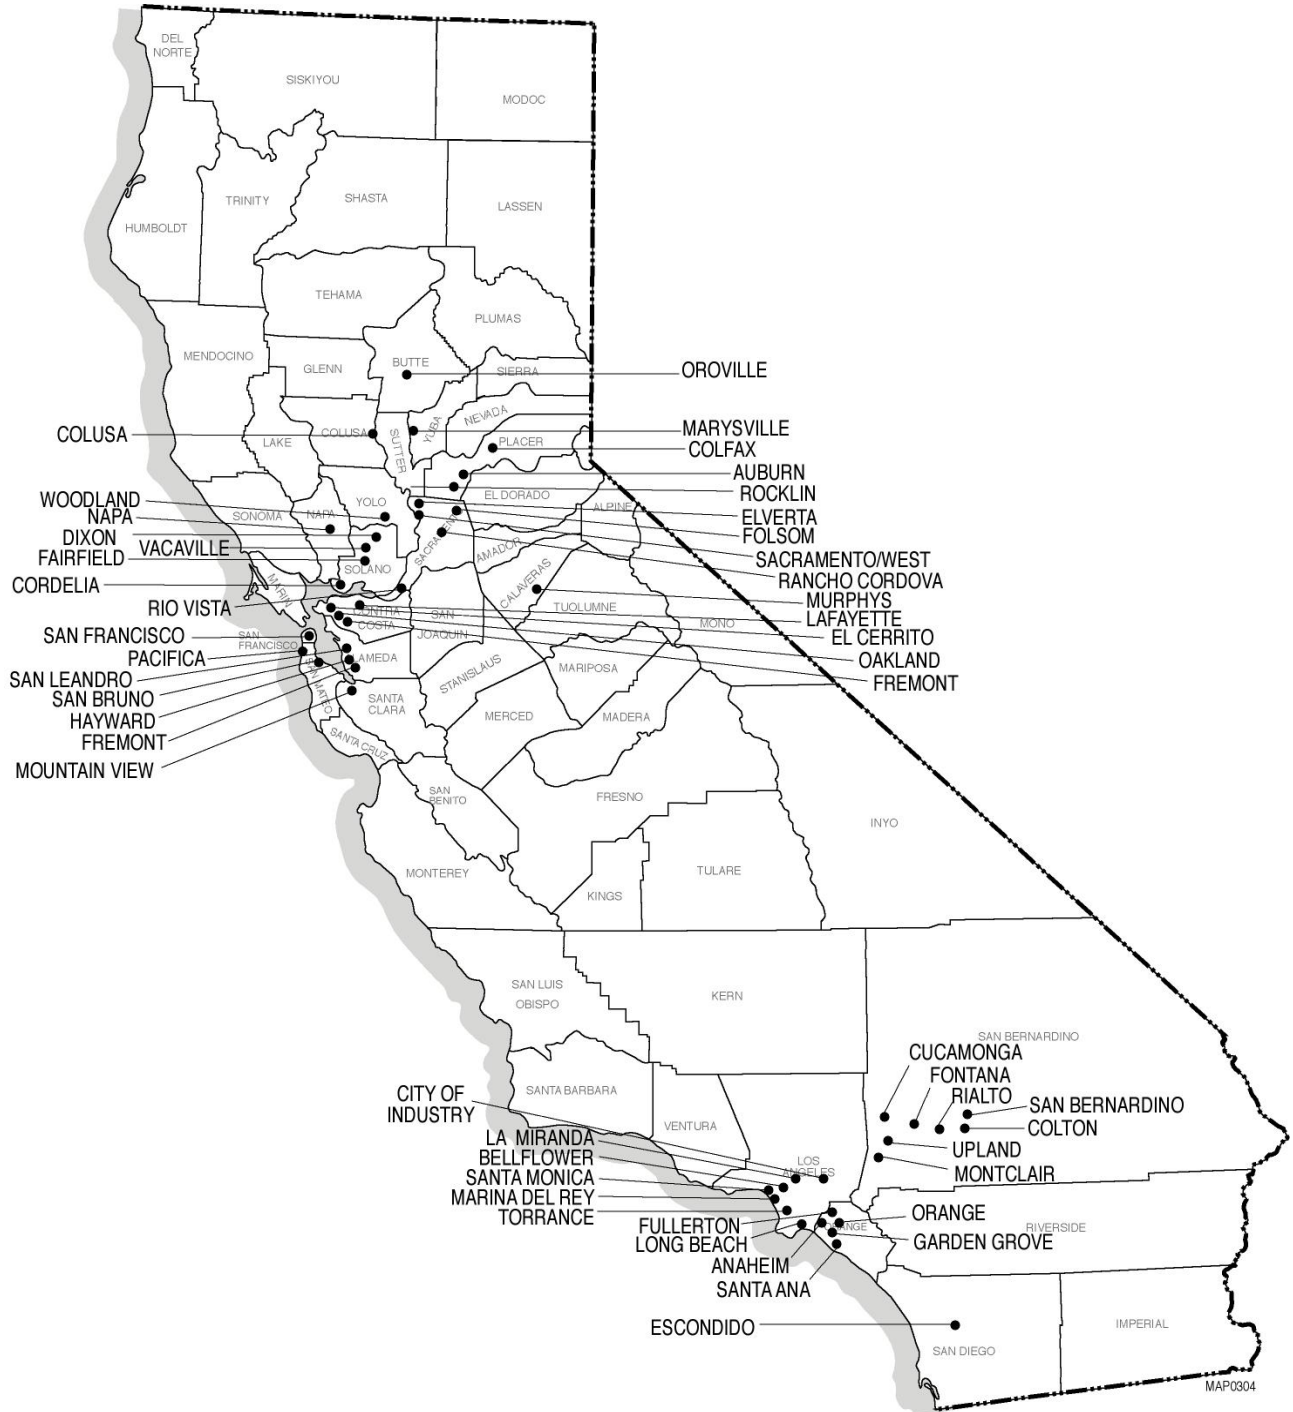 DEL
NORTE
SISKIYOU
MODOC
TRINITY
SHASTA
LASSEN
HUMBOLDT
TEHAMA
PLUMAS
MENDOCINO
GLENN
BUTTE
SIERRA
OROVILLE
COLUSA
LAKE
COLUSA
SUTTER
YUBA
NEVADA
PLACER
MARYSVILLE
COLFAX
AUBURN
ROCKLIN
EL DORADO
ELVERTA
FOLSOM
ALPINE
WOODLAND
NAPA
DIXON
VACAVILLE
FAIRFIELD
SONOMA
NAPA
YOLO
SACRAMENTO
AMADOR
SACRAMENTO/WEST
RANCHO CORDOVA
MURPHYS
LAFAYETTE
EL CERRITO
OAKLAND
FREMONT
CORDELIA
RIO VISTA
SOLANO
MARIN
CALAVERAS
TUOLUMNE
MONO
CONTRA
COSTA
SAN
JOAQUIN
SAN FRANCISCO
PACIFICA
SAN LEANDRO
SAN BRUNO
HAYWARD
FREMONT
MOUNTAIN VIEW
SAN
FRANCISCO
SAN MATEO
LAMEDA
STANISLAUS
MARIPOSA
SANTA
CLARA
MERCED
MADERA
SANTA CRUZ
SAN
BENITO
FRESNO
INYO
MONTEREY
KINGS
TULARE
SAN LUIS
OBISPO
KERN
SAN BERNARDINO
SANTA BARBARA
VENTURA
LOS
ANGELES
CUCAMONGA
FONTANA
RIALTO
SAN BERNARDINO
COLTON
UPLAND
MONTCLAIR
CITY OF
INDUSTRY
LA MIRANDA
BELLFLOWER
SANTA MONICA
MARINA DEL REY
TORRANCE
FULLERTON
LONG BEACH
ANAHEIM
SANTA ANA
ORANGE
ORANGE
GARDEN GROVE
RIVERSIDE
ESCONDIDO
SAN DIEGO
IMPERIAL
MAP0304